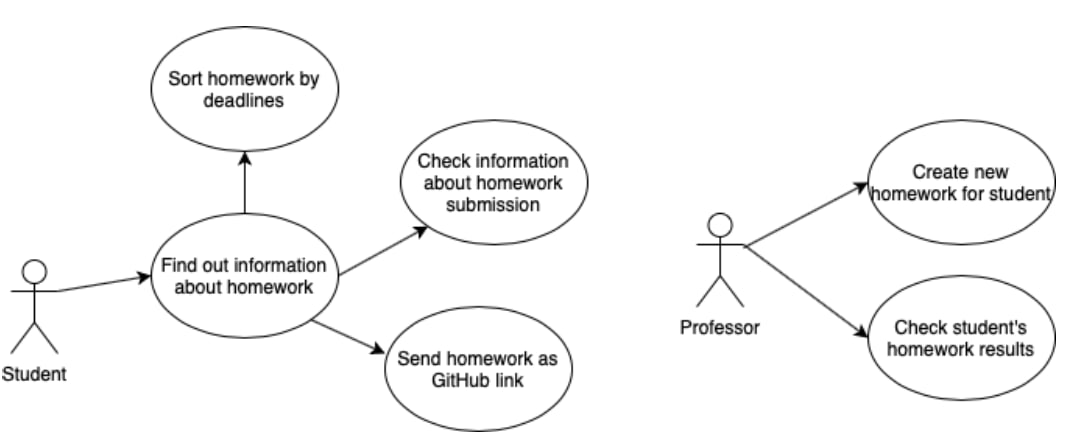 Sort homework by
deadlines
Check information
about homework
submission
Find out information
about homework
Send homework as
GitHub link
Student
Create new
homework for student
Professor
Check student's
homework results